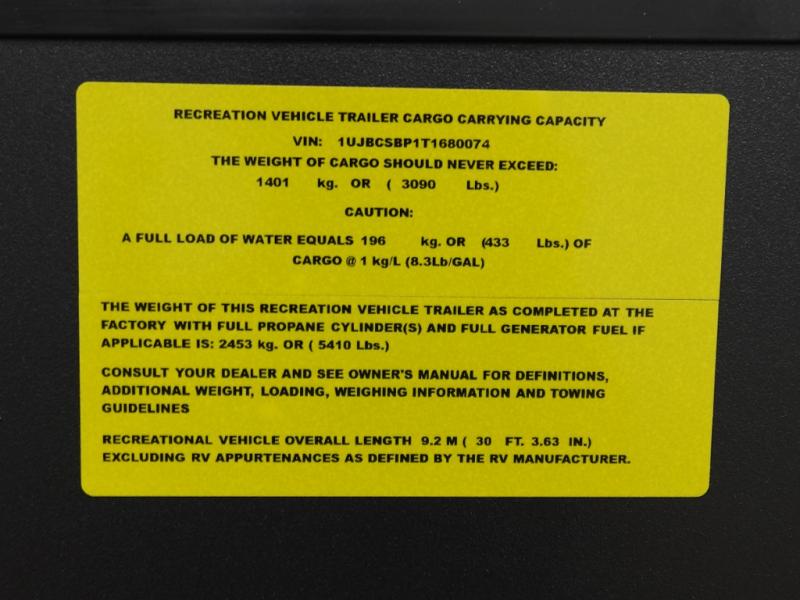 RECREATION VEHICLE TRAILER CARGO CARRYING CAPACITY
VIN: 1UJBCSBP1T1680074
THE WEIGHT OF CARGO SHOULD NEVER EXCEED:
1401 kg. OR ( 3090 Lbs.)
CAUTION:
A FULL LOAD OF WATER EQUALS 196 kg. OR (433 Lbs.) OF
CARGO @ 1 kg/L (8.3Lb/GAL)
THE WEIGHT OF THIS RECREATION VEHICLE TRAILER AS COMPLETED AT THE
FACTORY WITH FULL PROPANE CYLINDER(S) AND FULL GENERATOR FUEL IF
APPLICABLE IS: 2453 kg. OR ( 5410 Lbs.)
CONSULT YOUR DEALER AND SEE OWNER'S MANUAL FOR DEFINITIONS,
ADDITIONAL WEIGHT, LOADING, WEIGHING INFORMATION AND TOWING
GUIDELINES
RECREATIONAL VEHICLE OVERALL LENGTH 9.2 M ( 30 FT. 3.63 IN.)
EXCLUDING RV APPURTENANCES AS DEFINED BY THE RV MANUFACTURER.